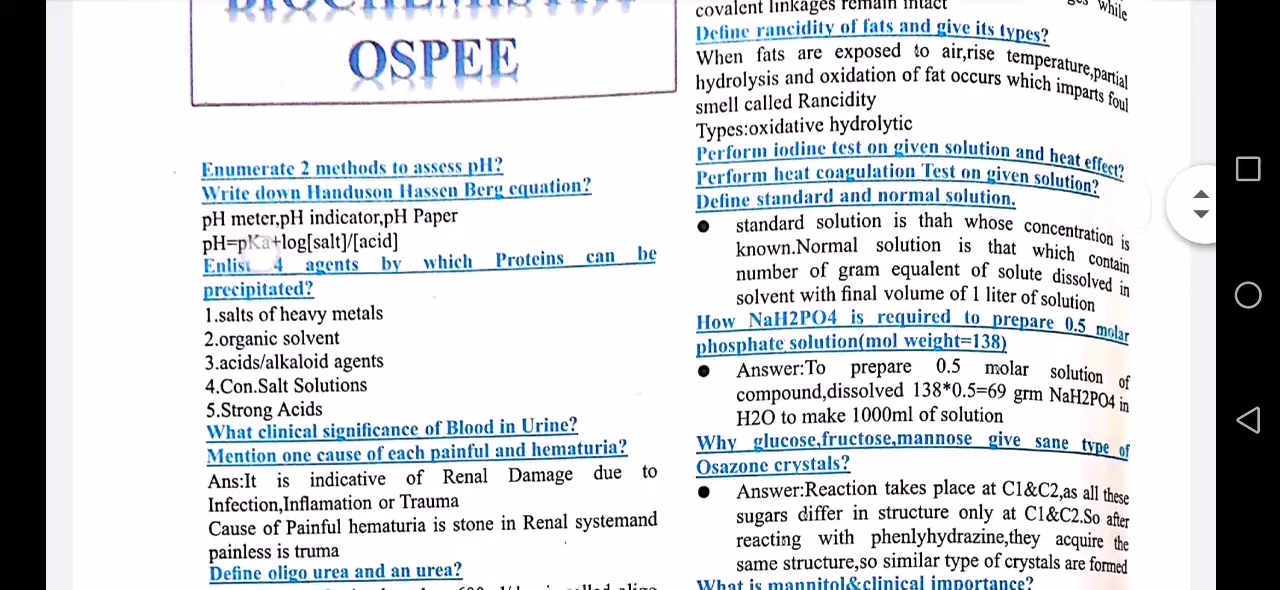 BIOCHEMISTRY
OSPEE
Enumerate 2 methods to assess pH?
Write down Handuson Hassen Berg equation?
pH meter,pH indicator,pH Paper
pH=pKa+log[salt]/[acid]
Enlist 4 agents by which Proteins can be
precipitated?
1.salts of heavy metals
2.organic solvent
3.acids/alkaloid agents
4.Con.Salt Solutions
5.Strong Acids
What clinical significance of Blood in Urine?
Mention one cause of each painful and hematuria?
Ans:It is indicative of Renal Damage due to
Infection,Inflamation or Trauma
Cause of Painful hematuria is stone in Renal systemand
painless is truma
Define oligo urea and an urea?
covalent linkages remain intact
while
Define rancidity of fats and give its types?
When fats are exposed to air,rise temperature,partial
hydrolysis and oxidation of fat occurs which imparts foul
smell called Rancidity
Types:oxidative hydrolytic
Perform iodine test on given solution and heat effect?
Perform heat coagulation Test on given solution?
Define standard and normal solution.
● standard solution is thah whose concentration is
known.Normal solution is that which contain
number of gram equalent of solute dissolved in
solvent with final volume of 1 liter of solution
How NaH2PO4 is required to prepare 0.5 molar
phosphate solution(mol weight=138)
● Answer:To prepare 0.5 molar solution of
compound,dissolved 138*0.5=69 grm NaH2PO4 in
H2O to make 1000ml of solution
Why glucose,fructose,mannose give sane type of
Osazone crystals?
● Answer:Reaction takes place at C1&C2,as all these
sugars differ in structure only at C1&C2.So after
reacting with phenlyhydrazine,they acquire the
same structure,so similar type of crystals are formed
What is mannitol&clinical importance?